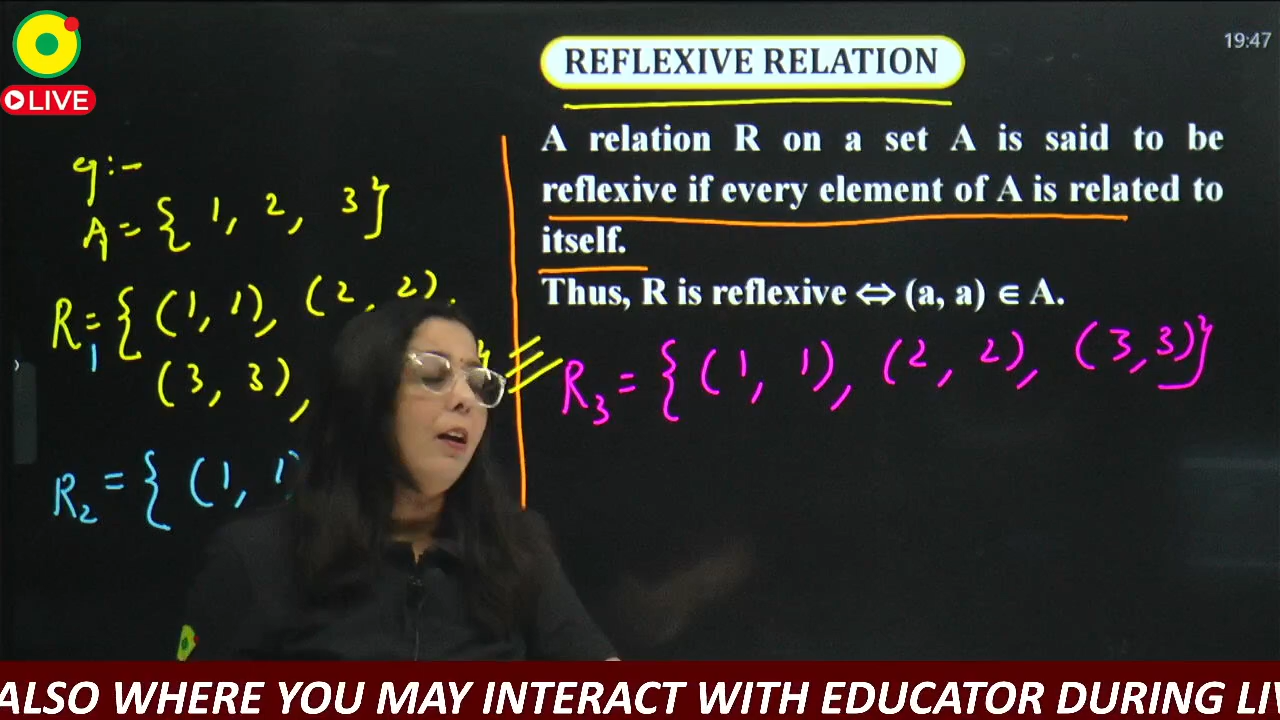 19:47
LIVE
REFLEXIVE RELATION
A relation R on a set A is said to be
reflexive if every element of A is related to
itself.
Thus, R is reflexive ⇔ (a, a) ∈ A.
eg:-
A = { 1, 2, 3}
R1 = { (1, 1), (2, 2),
(3, 3), }
R2 = { (1, 1)
R3 = { (1, 1), (2, 2), (3,3)}
ALSO WHERE YOU MAY INTERACT WITH EDUCATOR DURING LI